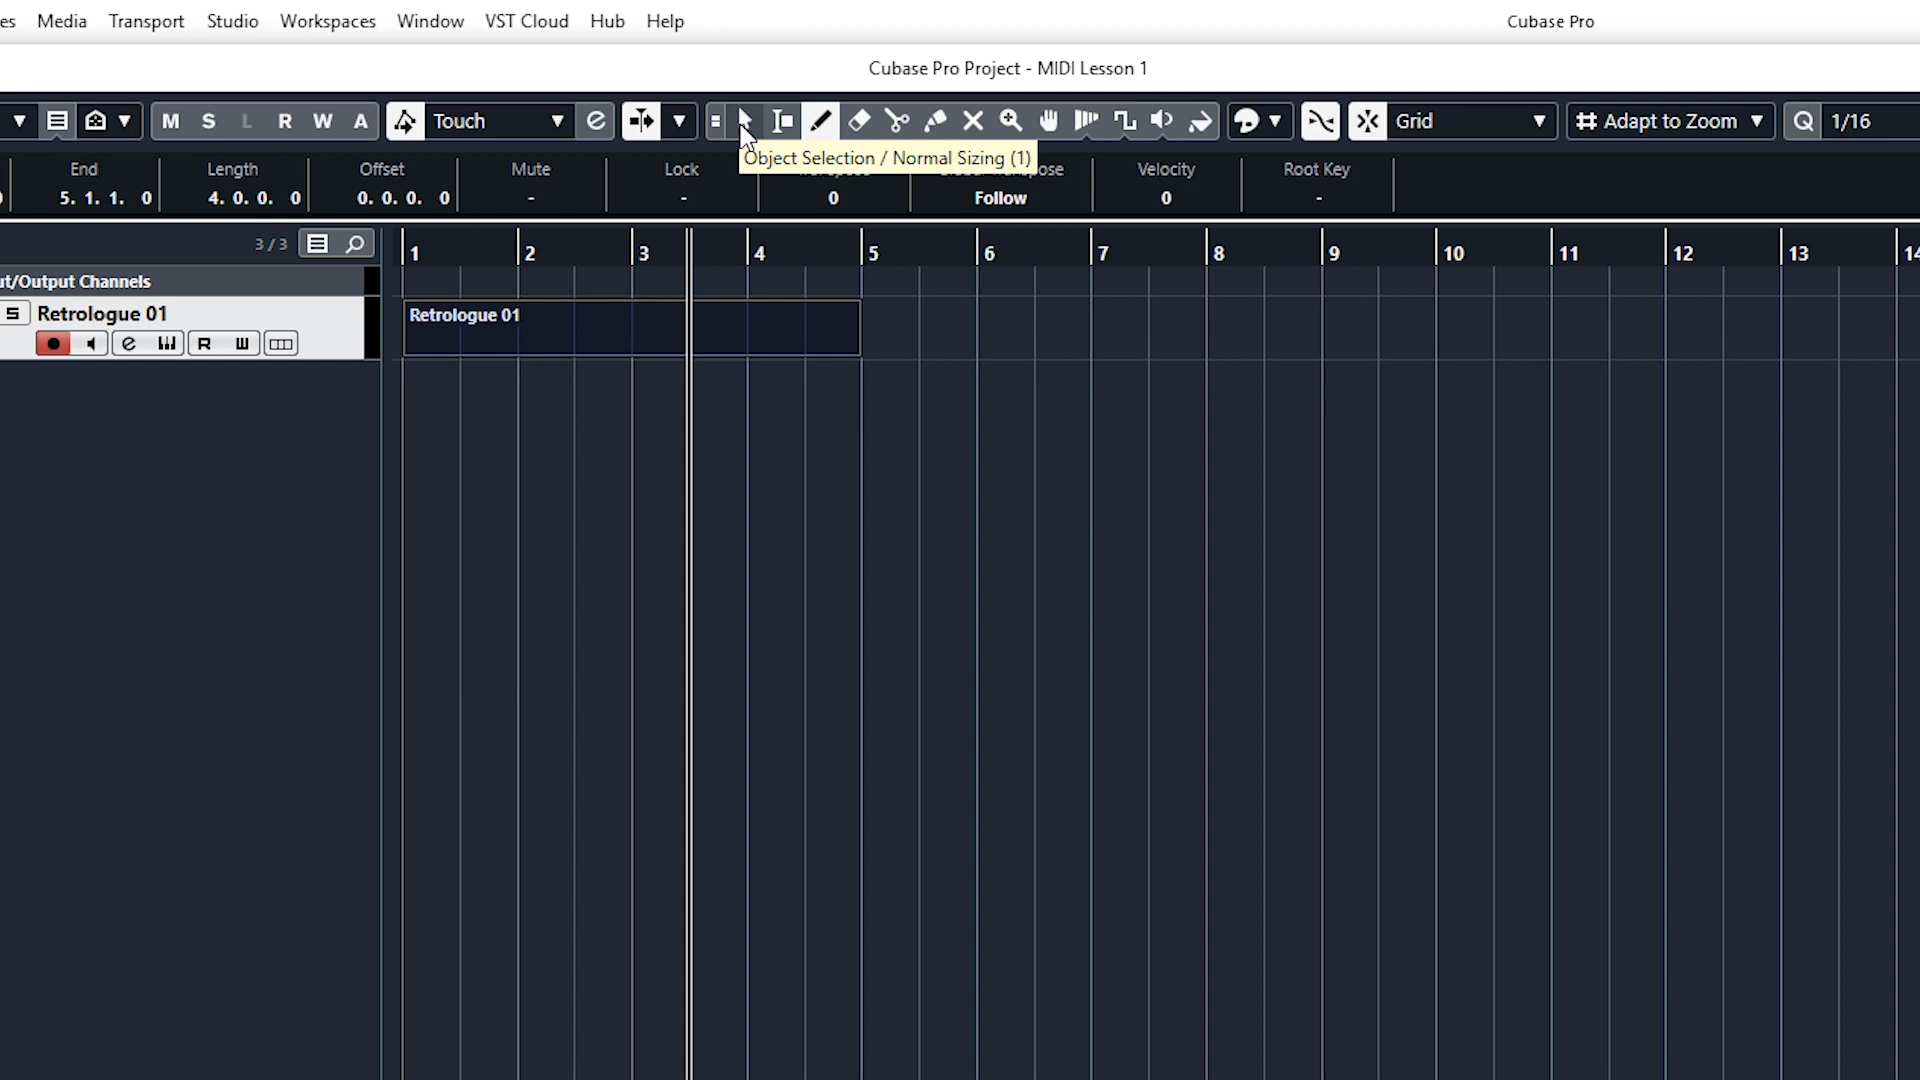 es Media Transport Studio Workspaces Window VST Cloud Hub Help Cubase Pro
Cubase Pro Project - MIDI Lesson 1
M S L R W A Touch Grid Adapt to Zoom Q 1/16
Object Selection / Normal Sizing (1)
End Length Offset Mute Lock Velocity Root Key
5. 1. 1. 0 4. 0. 0. 0 0. 0. 0. 0 - - 0 Follow 0 -
3 / 3
1 2 3 4 5 6 7 8 9 10 11 12 13 14
ut/Output Channels
S Retrologue 01
R
Retrologue 01